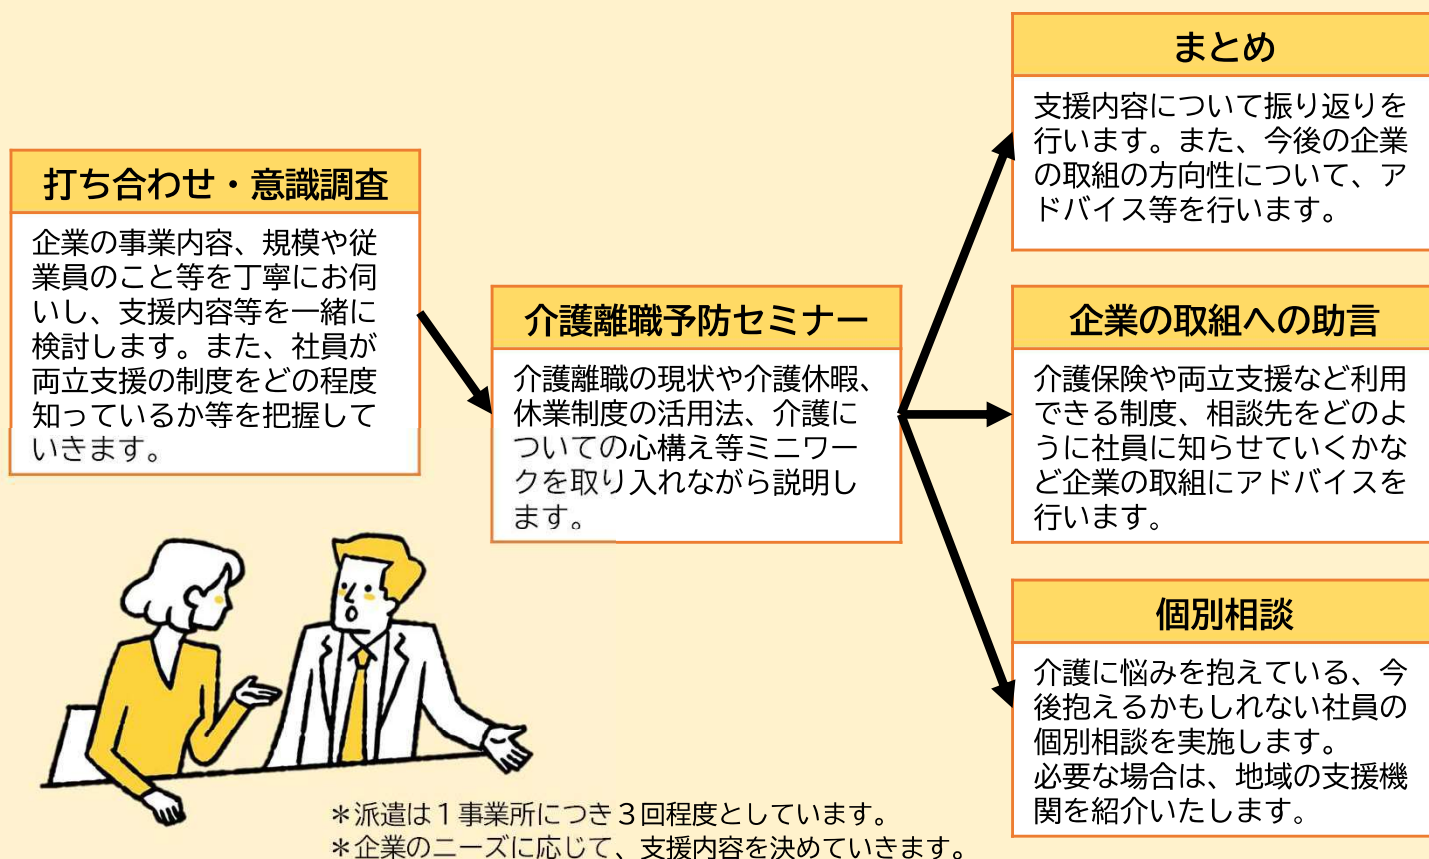 打ち合わせ・意識調査
企業の事業内容、規模や従
業員のこと等を丁寧にお伺
いし、支援内容等を一緒に
検討します。また、社員が
両立支援の制度をどの程度
知っているか等を把握して
いきます。
介護離職予防セミナー
介護離職の現状や介護休暇、
休業制度の活用法、介護に
ついての心構え等ミニワー
クを取り入れながら説明し
ます。
まとめ
支援内容について振り返りを
行います。また、今後の企業
の取組の方向性について、ア
ドバイス等を行います。
企業の取組への助言
介護保険や両立支援など利用
できる制度、相談先をどのよ
うに社員に知らせていくかな
ど企業の取組にアドバイスを
行います。
個別相談
介護に悩みを抱えている、今
後抱えるかもしれない社員の
個別相談を実施します。
必要な場合は、地域の支援機
関を紹介いたします。
＊派遣は１事業所につき３回程度としています。
＊企業のニーズに応じて、支援内容を決めていきます。